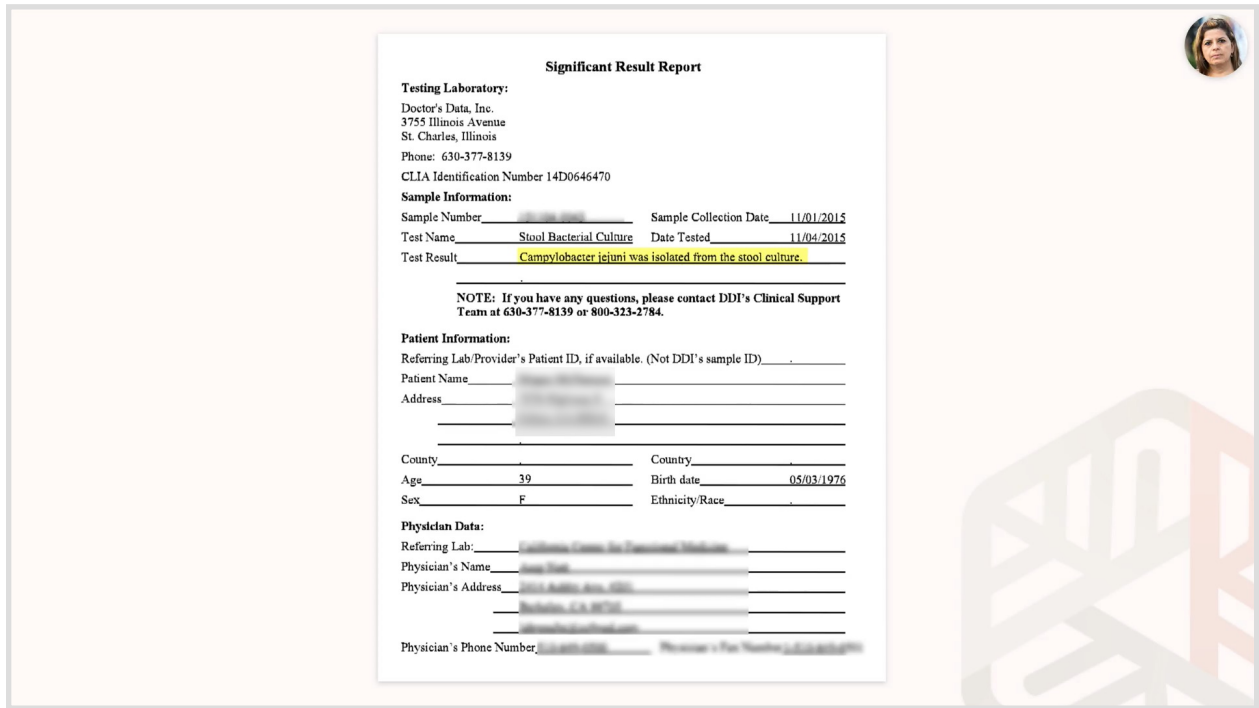 Significant Result Report
Testing Laboratory:
Doctor's Data, Inc.
3755 Illinois Avenue
St. Charles, Illinois
Phone: 630-377-8139
CLIA Identification Number 14D0646470
Sample Information:
Sample Number Sample Collection Date 11/01/2015
Test Name Stool Bacterial Culture Date Tested 11/04/2015
Test Result Campylobacter jejuni was isolated from the stool culture.
.
NOTE: If you have any questions, please contact DDI's Clinical Support
Team at 630-377-8139 or 800-323-2784.
Patient Information:
Referring Lab/Provider's Patient ID, if available. (Not DDI's sample ID) .
Patient Name
Address
.
County . Country .
Age 39 Birth date 05/03/1976
Sex F Ethnicity/Race .
Physician Data:
Referring Lab:
Physician's Name
Physician's Address
Physician's Phone Number